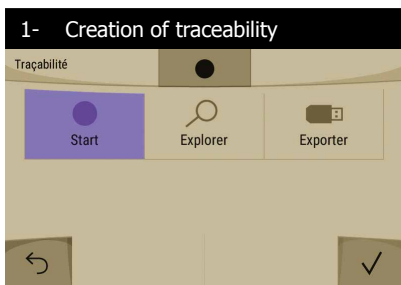 1- Creation of traceability
Traçabilité
Start
Explorer
Exporter